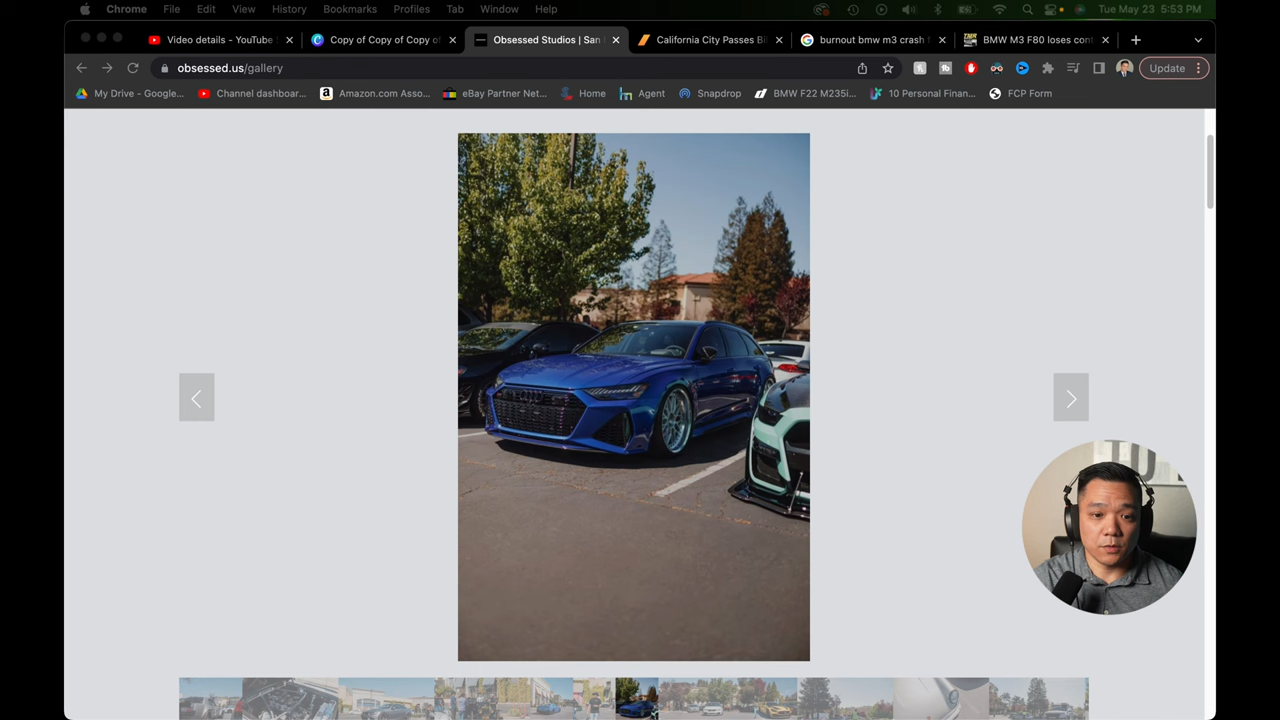 Chrome File Edit View History Bookmarks Profiles Tab Window Help Tue May 23 5:53 PM
Video details - YouTube Copy of Copy of Copy of Obsessed Studios | San California City Passes Bi burnout bmw m3 crash BMW M3 F80 loses cont
obsessed.us/gallery Update
My Drive - Google... Channel dashboar... Amazon.com Asso... eBay Partner Net... Home Agent Snapdrop BMW F22 M235i... 10 Personal Finan... FCP Form